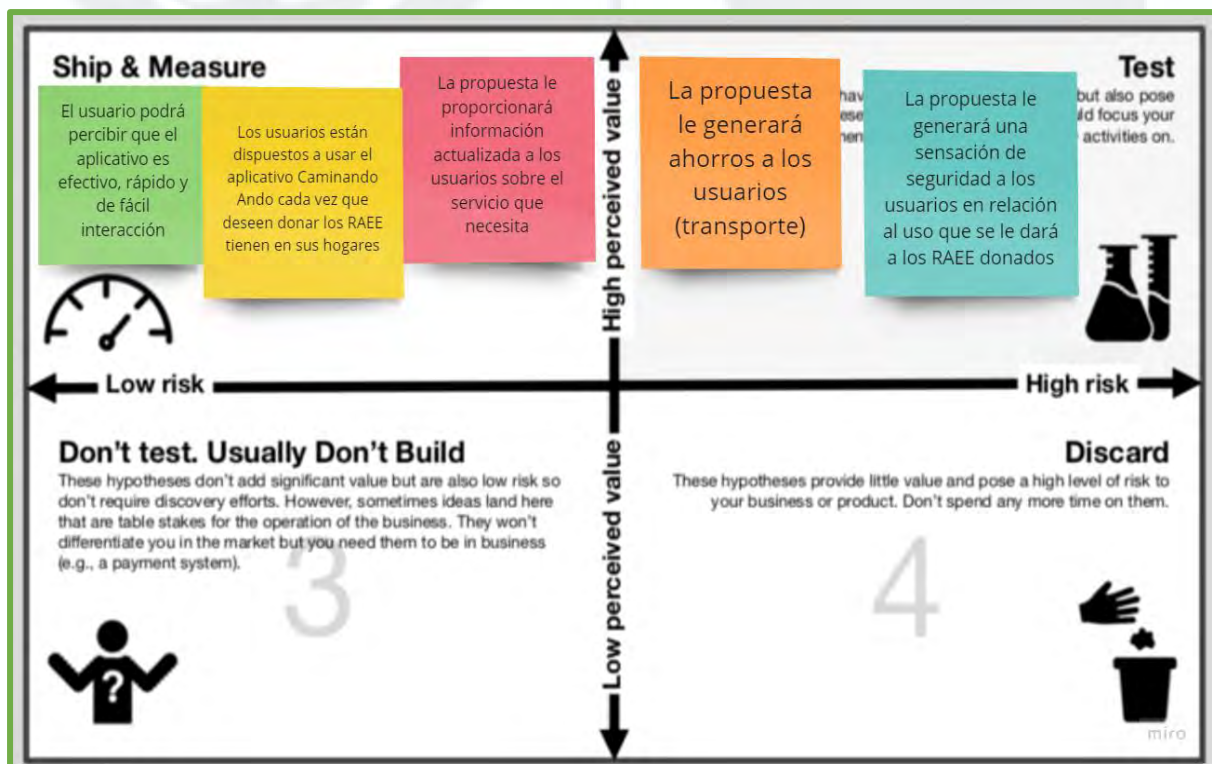 Ship & Measure
El usuario podrá
percibir que el
aplicativo es
efectivo, rápido y
de fácil
interacción
Los usuarios están
dispuestos a usar el
aplicativo Caminando
Ando cada vez que
deseen donar los RAEE
tienen en sus hogares
La propuesta le
proporcionará
información
actualizada a los
usuarios sobre el
servicio que
necesita
High perceived value
Test
but also pose
focus your
activities on.
La propuesta
le generará
ahorros a los
usuarios
(transporte)
La propuesta le
generará una
sensación de
seguridad a los
usuarios en relación
al uso que se le dará
a los RAEE donados
Low risk
High risk
Don't test. Usually Don't Build
These hypotheses don't add significant value but are also low risk so
don't require discovery efforts. However, sometimes ideas land here
that are table stakes for the operation of the business. They won't
differentiate you in the market but you need them to be in business
(e.g., a payment system).
3
Low perceived value
Discard
These hypotheses provide little value and pose a high level of risk to
your business or product. Don't spend any more time on them.
4
?
miro